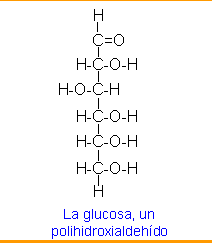 H
C=O
H-C-O-H
H-O-C-H
H-C-O-H
H-C-O-H
H-C-O-H
H
La glucosa, un
polihidroxialdehído